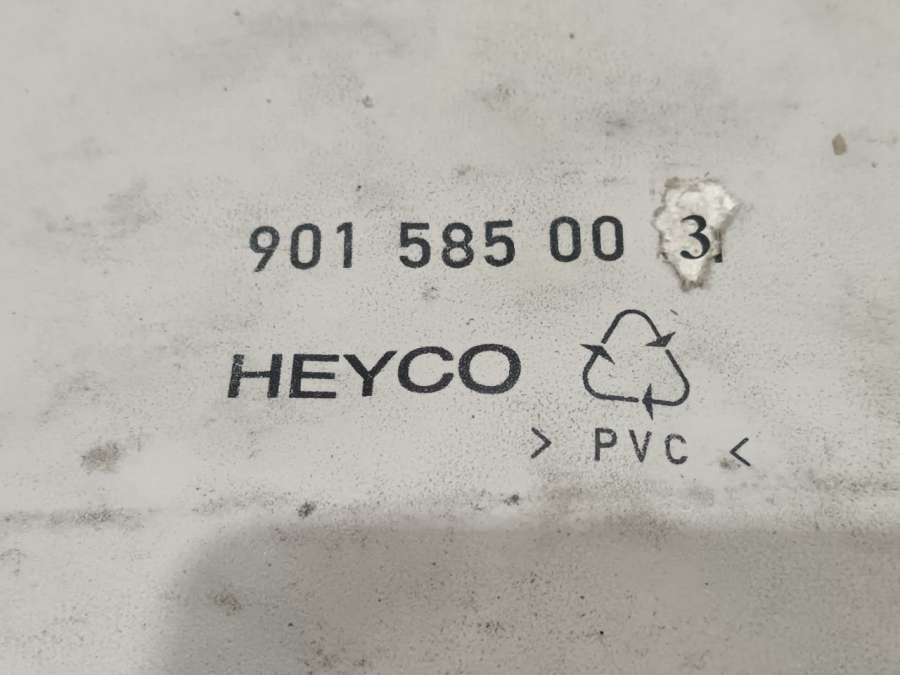 901 585 00 3
HEYCO
> PVC <